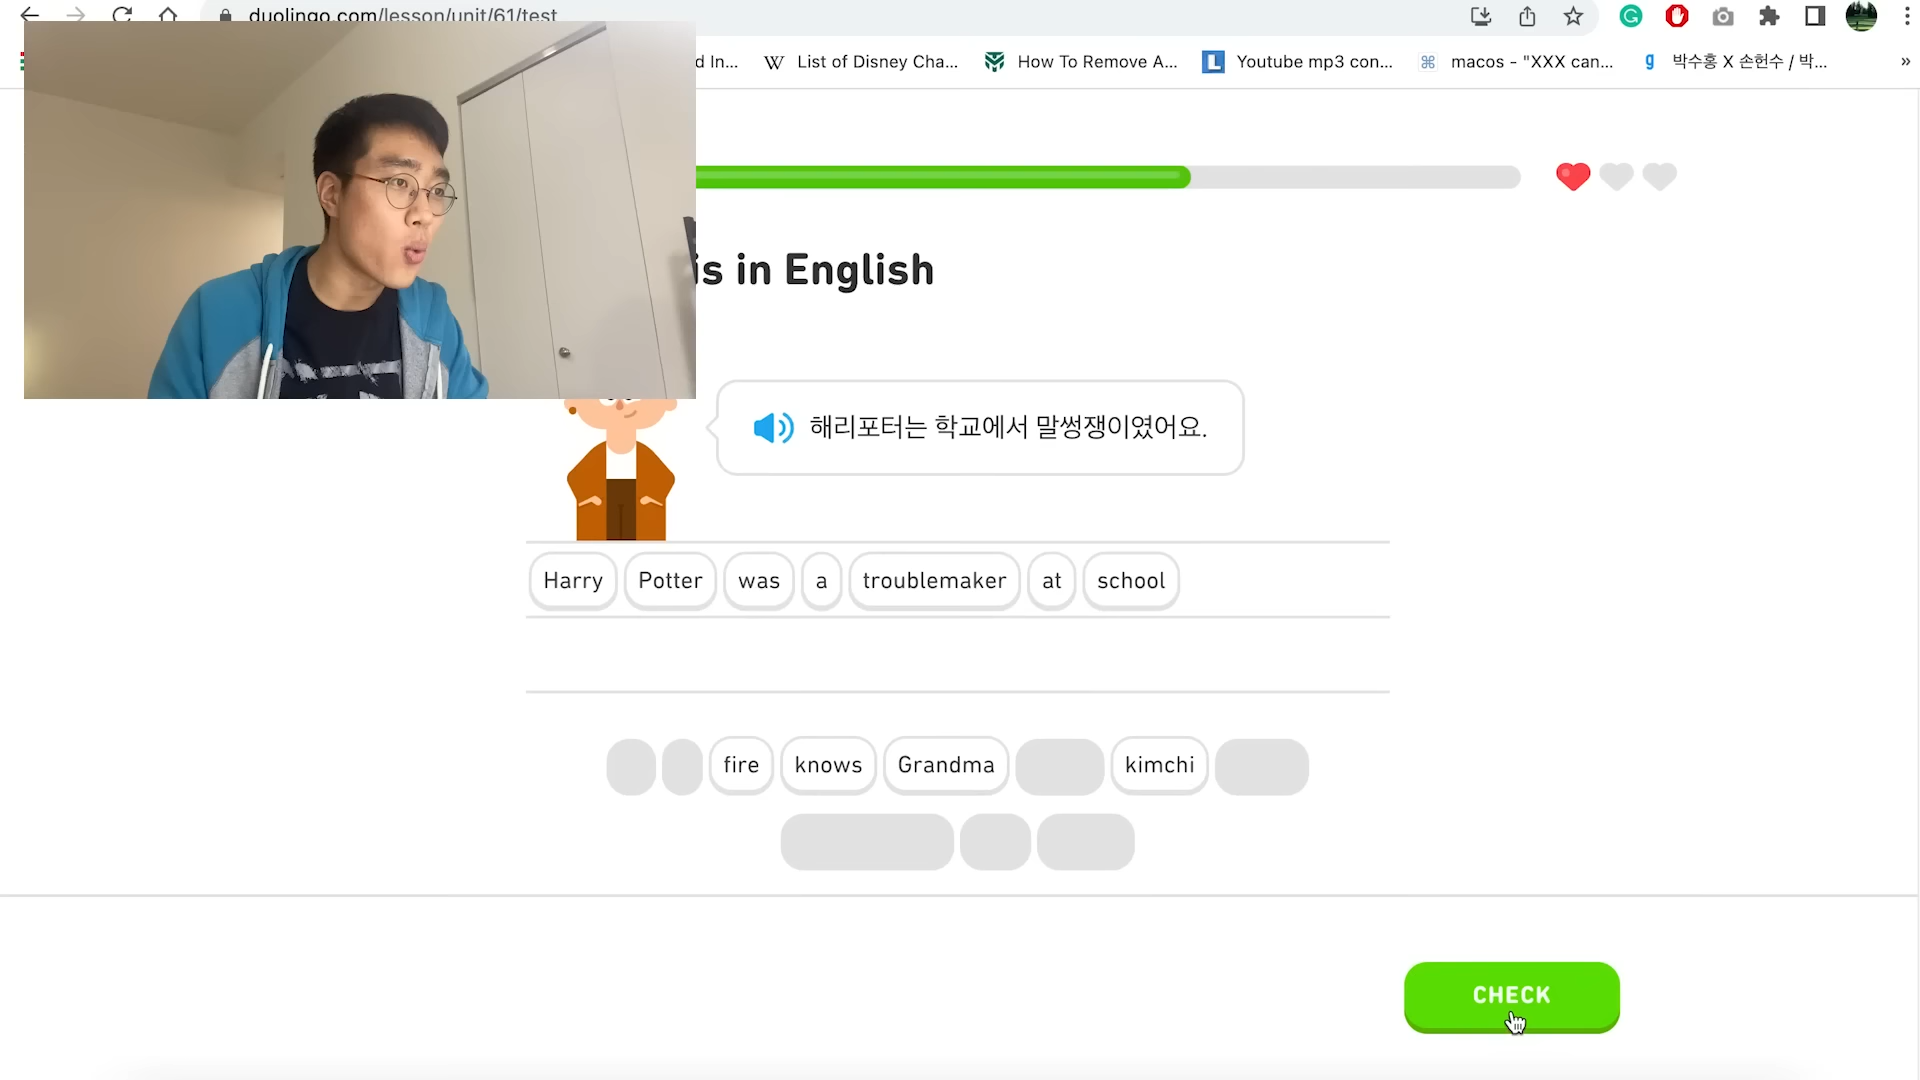 duolingo.com/lesson/unit/61/test
d In... List of Disney Cha... How To Remove A... Youtube mp3 con... macos - "XXX can... 박수홍 X 손헌수 / 박... »
is in English
해리포터는 학교에서 말썽쟁이였어요.
Harry Potter was a troublemaker at school
fire knows Grandma kimchi
CHECK